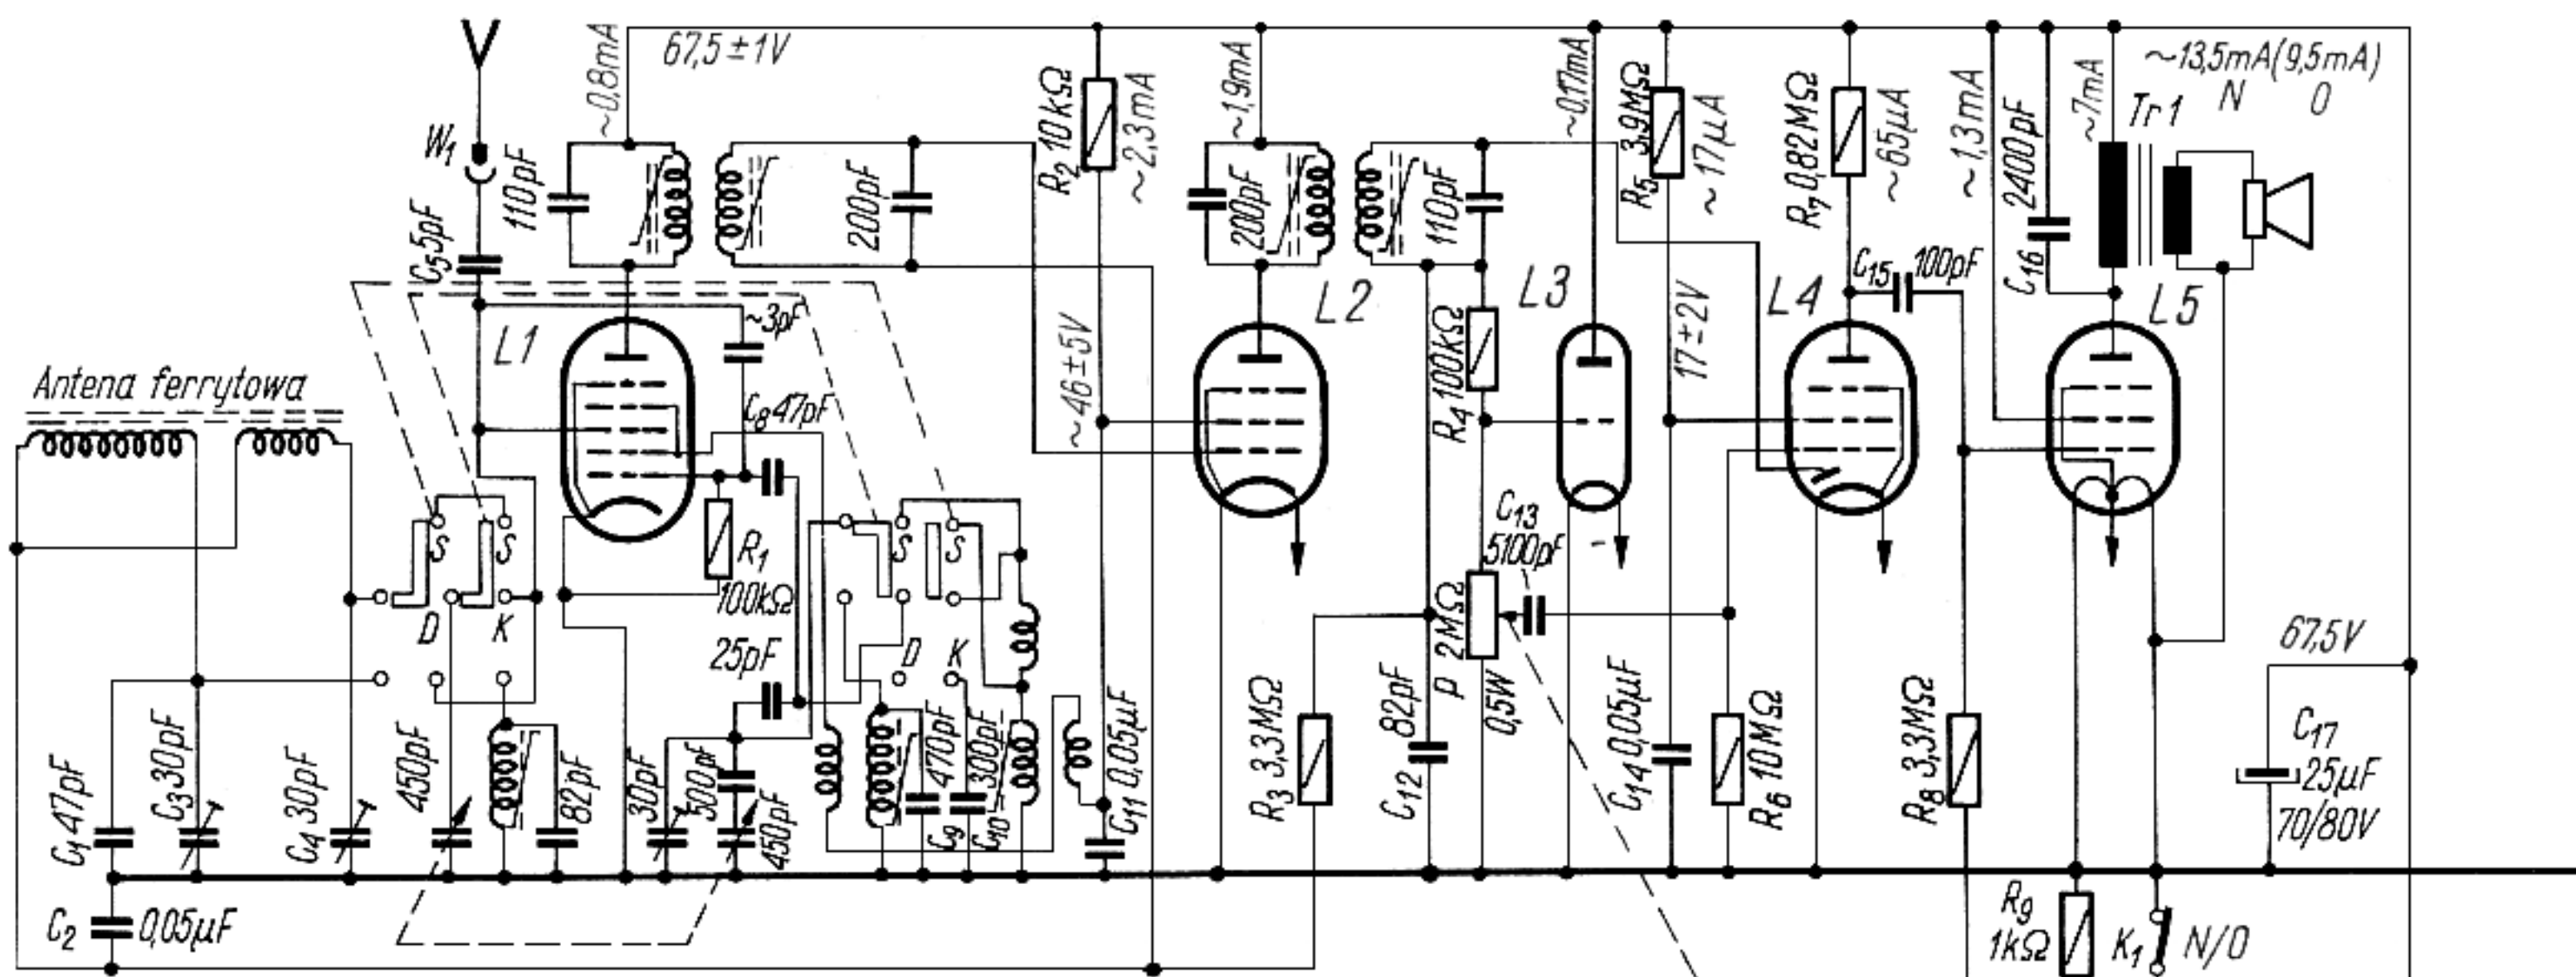 67,5 ± 1V
~0,8mA
R2 10kΩ
~2,3mA
~1,9mA
~0,17mA
R5 3,9MΩ
~17μA
R7 0,82MΩ
~65μA
~1,3mA
C16 2400pF
~7mA
~13,5mA(9,5mA)
N O
Tr1
W1
C5 5pF
110pF
200pF
200pF
110pF
C15 100pF
L1
L2
L3
L4
L5
~3pF
C8 47pF
~46±5V
R4 100kΩ
17±2V
Antena ferrytowa
S S
D K
R1
100kΩ
25pF
S S
D K
C13
5100pF
P 2MΩ
0,5W
67,5V
C1 47pF
C3 30pF
C4 30pF
450pF
82pF
30pF
500pF
450pF
C9 470pF
C10 300pF
C11 0,05μF
R3 3,3MΩ
C12 82pF
C14 0,05μF
R6 10MΩ
R8 3,3MΩ
C17
25μF
70/80V
C2 0,05μF
R9
1kΩ
K1 N/O